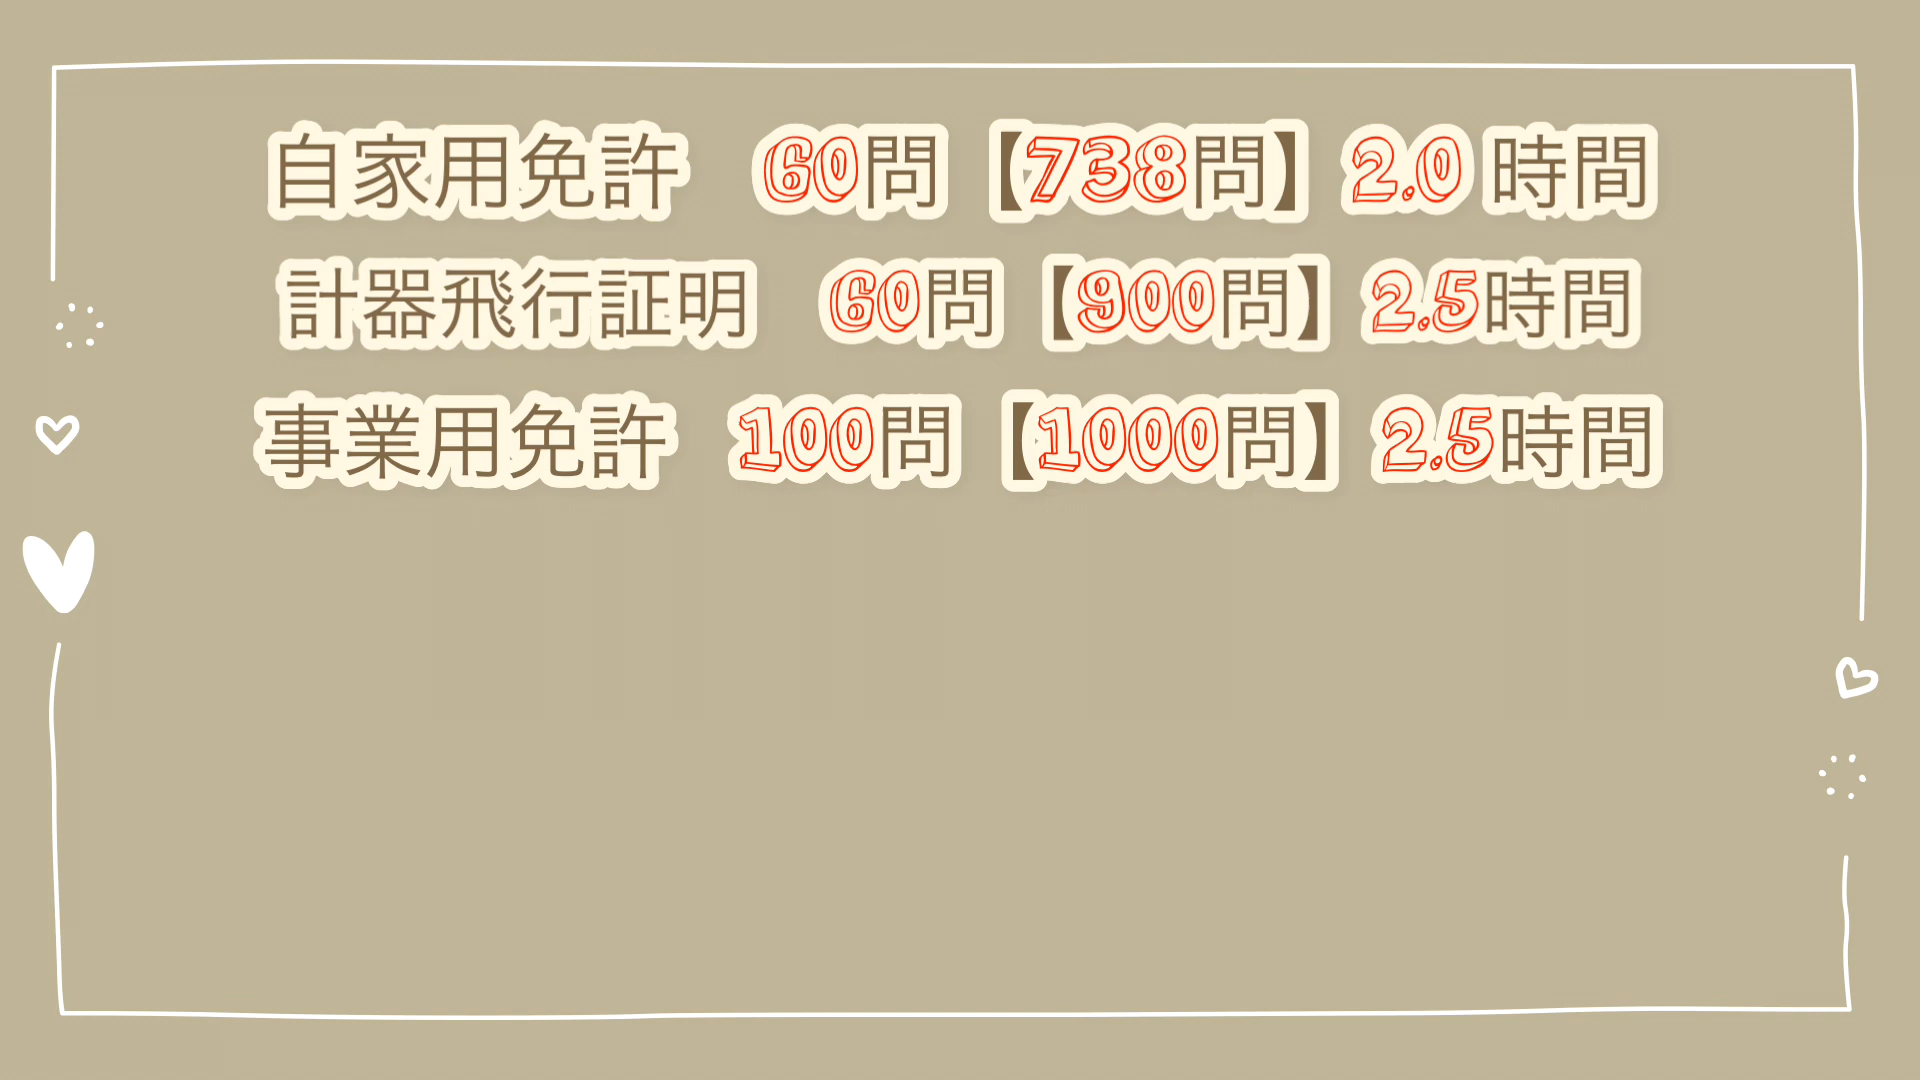 自家用免許　60問【738問】2.0時間
計器飛行証明　60問【900問】2.5時間
事業用免許　100問【1000問】2.5時間